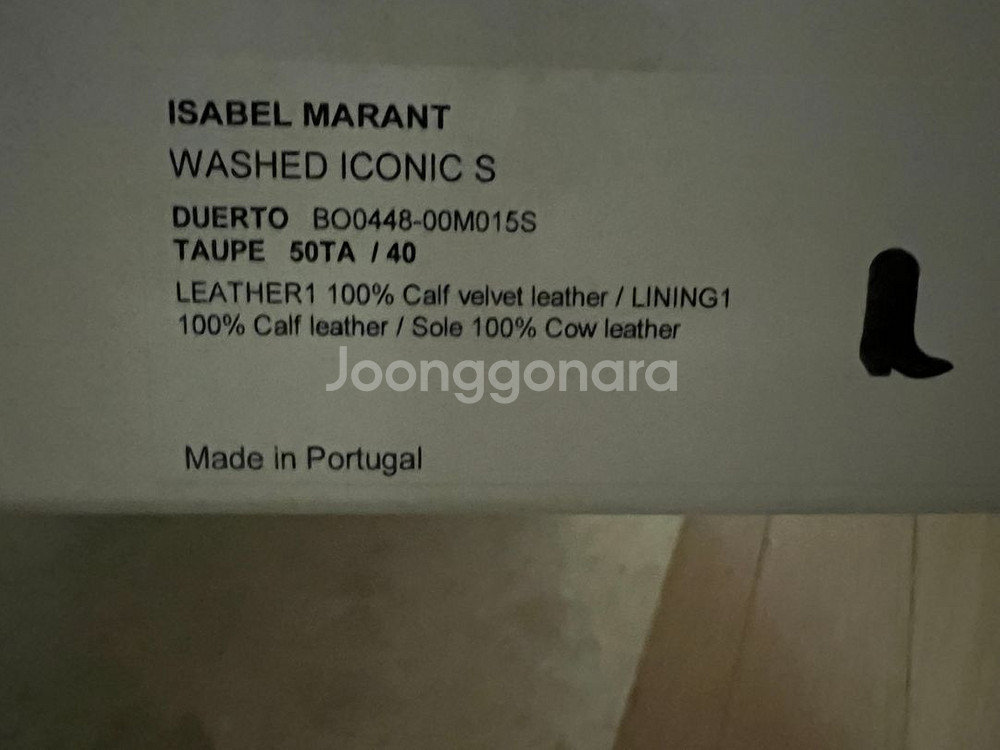 ISABEL MARANT
WASHED ICONIC S
DUERTO BO0448-00M015S
TAUPE 50TA / 40
LEATHER1 100% Calf velvet leather / LINING1
100% Calf leather / Sole 100% Cow leather
Joonggonara
Made in Portugal